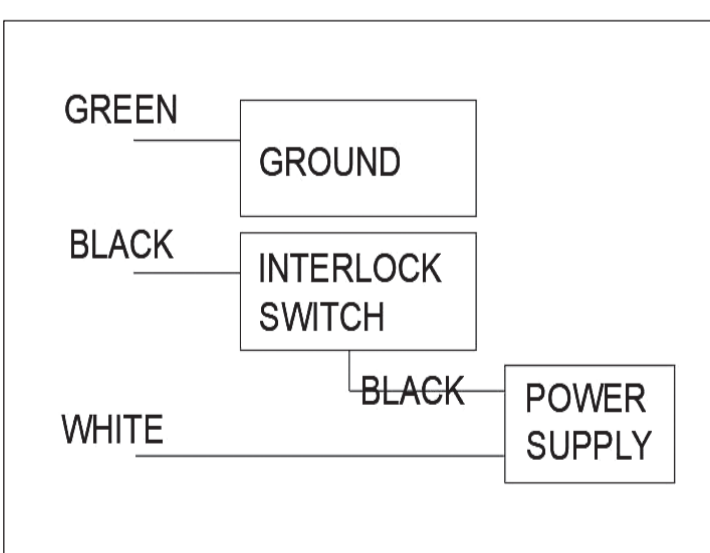 GREEN
GROUND
BLACK
INTERLOCK
SWITCH
BLACK
POWER
SUPPLY
WHITE